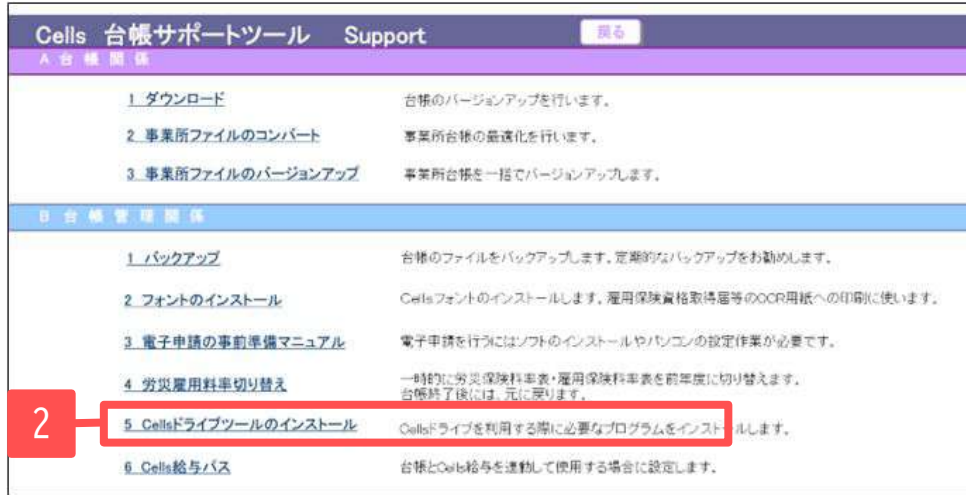 Cells 台帳サポートツール Support 戻る
A 台 帳 関 係
1 ダウンロード 台帳のバージョンアップを行います。
2 事業所ファイルのコンバート 事業所台帳の最適化を行います。
3 事業所ファイルのバージョンアップ 事業所台帳を一括でバージョンアップします。
B 台 帳 管 理 関 係
1 バックアップ 台帳のファイルをバックアップします。定期的なバックアップをお勧めします。
2 フォントのインストール Cellsフォントのインストールします。雇用保険資格取得届等のOCR用紙への印刷に使います。
3 電子申請の事前準備マニュアル 電子申請を行うにはソフトのインストールやパソコンの設定作業が必要です。
4 労災雇用料率切り替え 一時的に労災保険料率表・雇用保険料率表を前年度に切り替えます。
台帳終了後には、元に戻ります。
2
5 Cellsドライブツールのインストール Cellsドライブを利用する際に必要なプログラムをインストールします。
6 Cells給与パス 台帳とCells給与を連動して使用する場合に設定します。